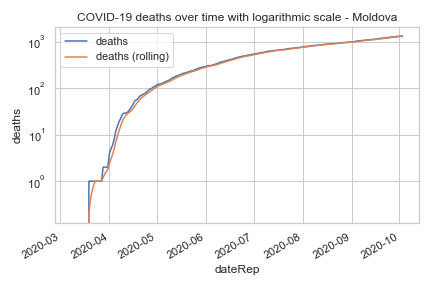 COVID-19 deaths over time with logarithmic scale - Moldova
deaths
deaths (rolling)
10³
10²
10¹
10⁰
deaths
2020-03
2020-04
2020-05
2020-06
2020-07
2020-08
2020-09
2020-10
dateRep